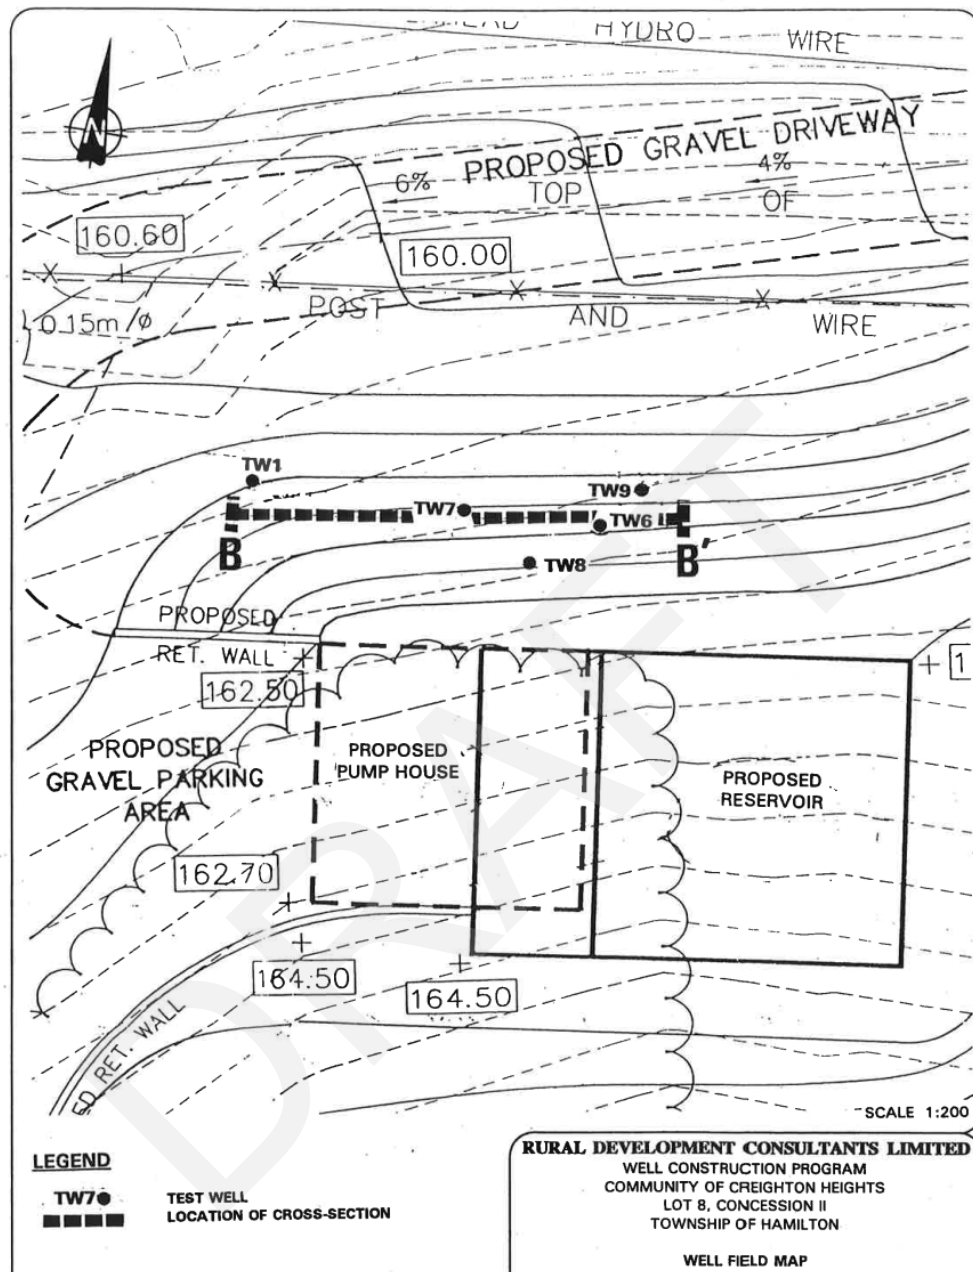 HYDRO WIRE
PROPOSED GRAVEL DRIVEWAY
6%
4%
TOP OF
160.60
160.00
POST AND WIRE
0.15m/ø
TW1
TW9
TW7
TW6
B
B'
TW8
PROPOSED
RET. WALL
162.50
PROPOSED
GRAVEL PARKING
AREA
PROPOSED
PUMP HOUSE
PROPOSED
RESERVOIR
1
162.70
164.50
164.50
ED RET. WALL
N
DRAFT
SCALE 1:200
LEGEND
TW7
TEST WELL
LOCATION OF CROSS-SECTION
RURAL DEVELOPMENT CONSULTANTS LIMITED
WELL CONSTRUCTION PROGRAM
COMMUNITY OF CREIGHTON HEIGHTS
LOT 8, CONCESSION II
TOWNSHIP OF HAMILTON
WELL FIELD MAP